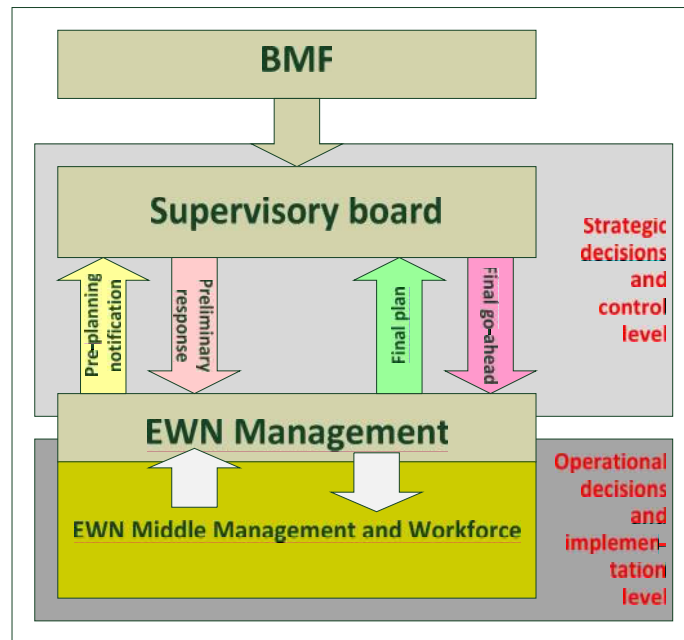 BMF
Supervisory board
Strategic
decisions
and
control
level
Pre-planning
notification
Preliminary
response
Final plan
Final go-ahead
EWN Management
EWN Middle Management and Workforce
Operational
decisions
and
implemen-
tation
level